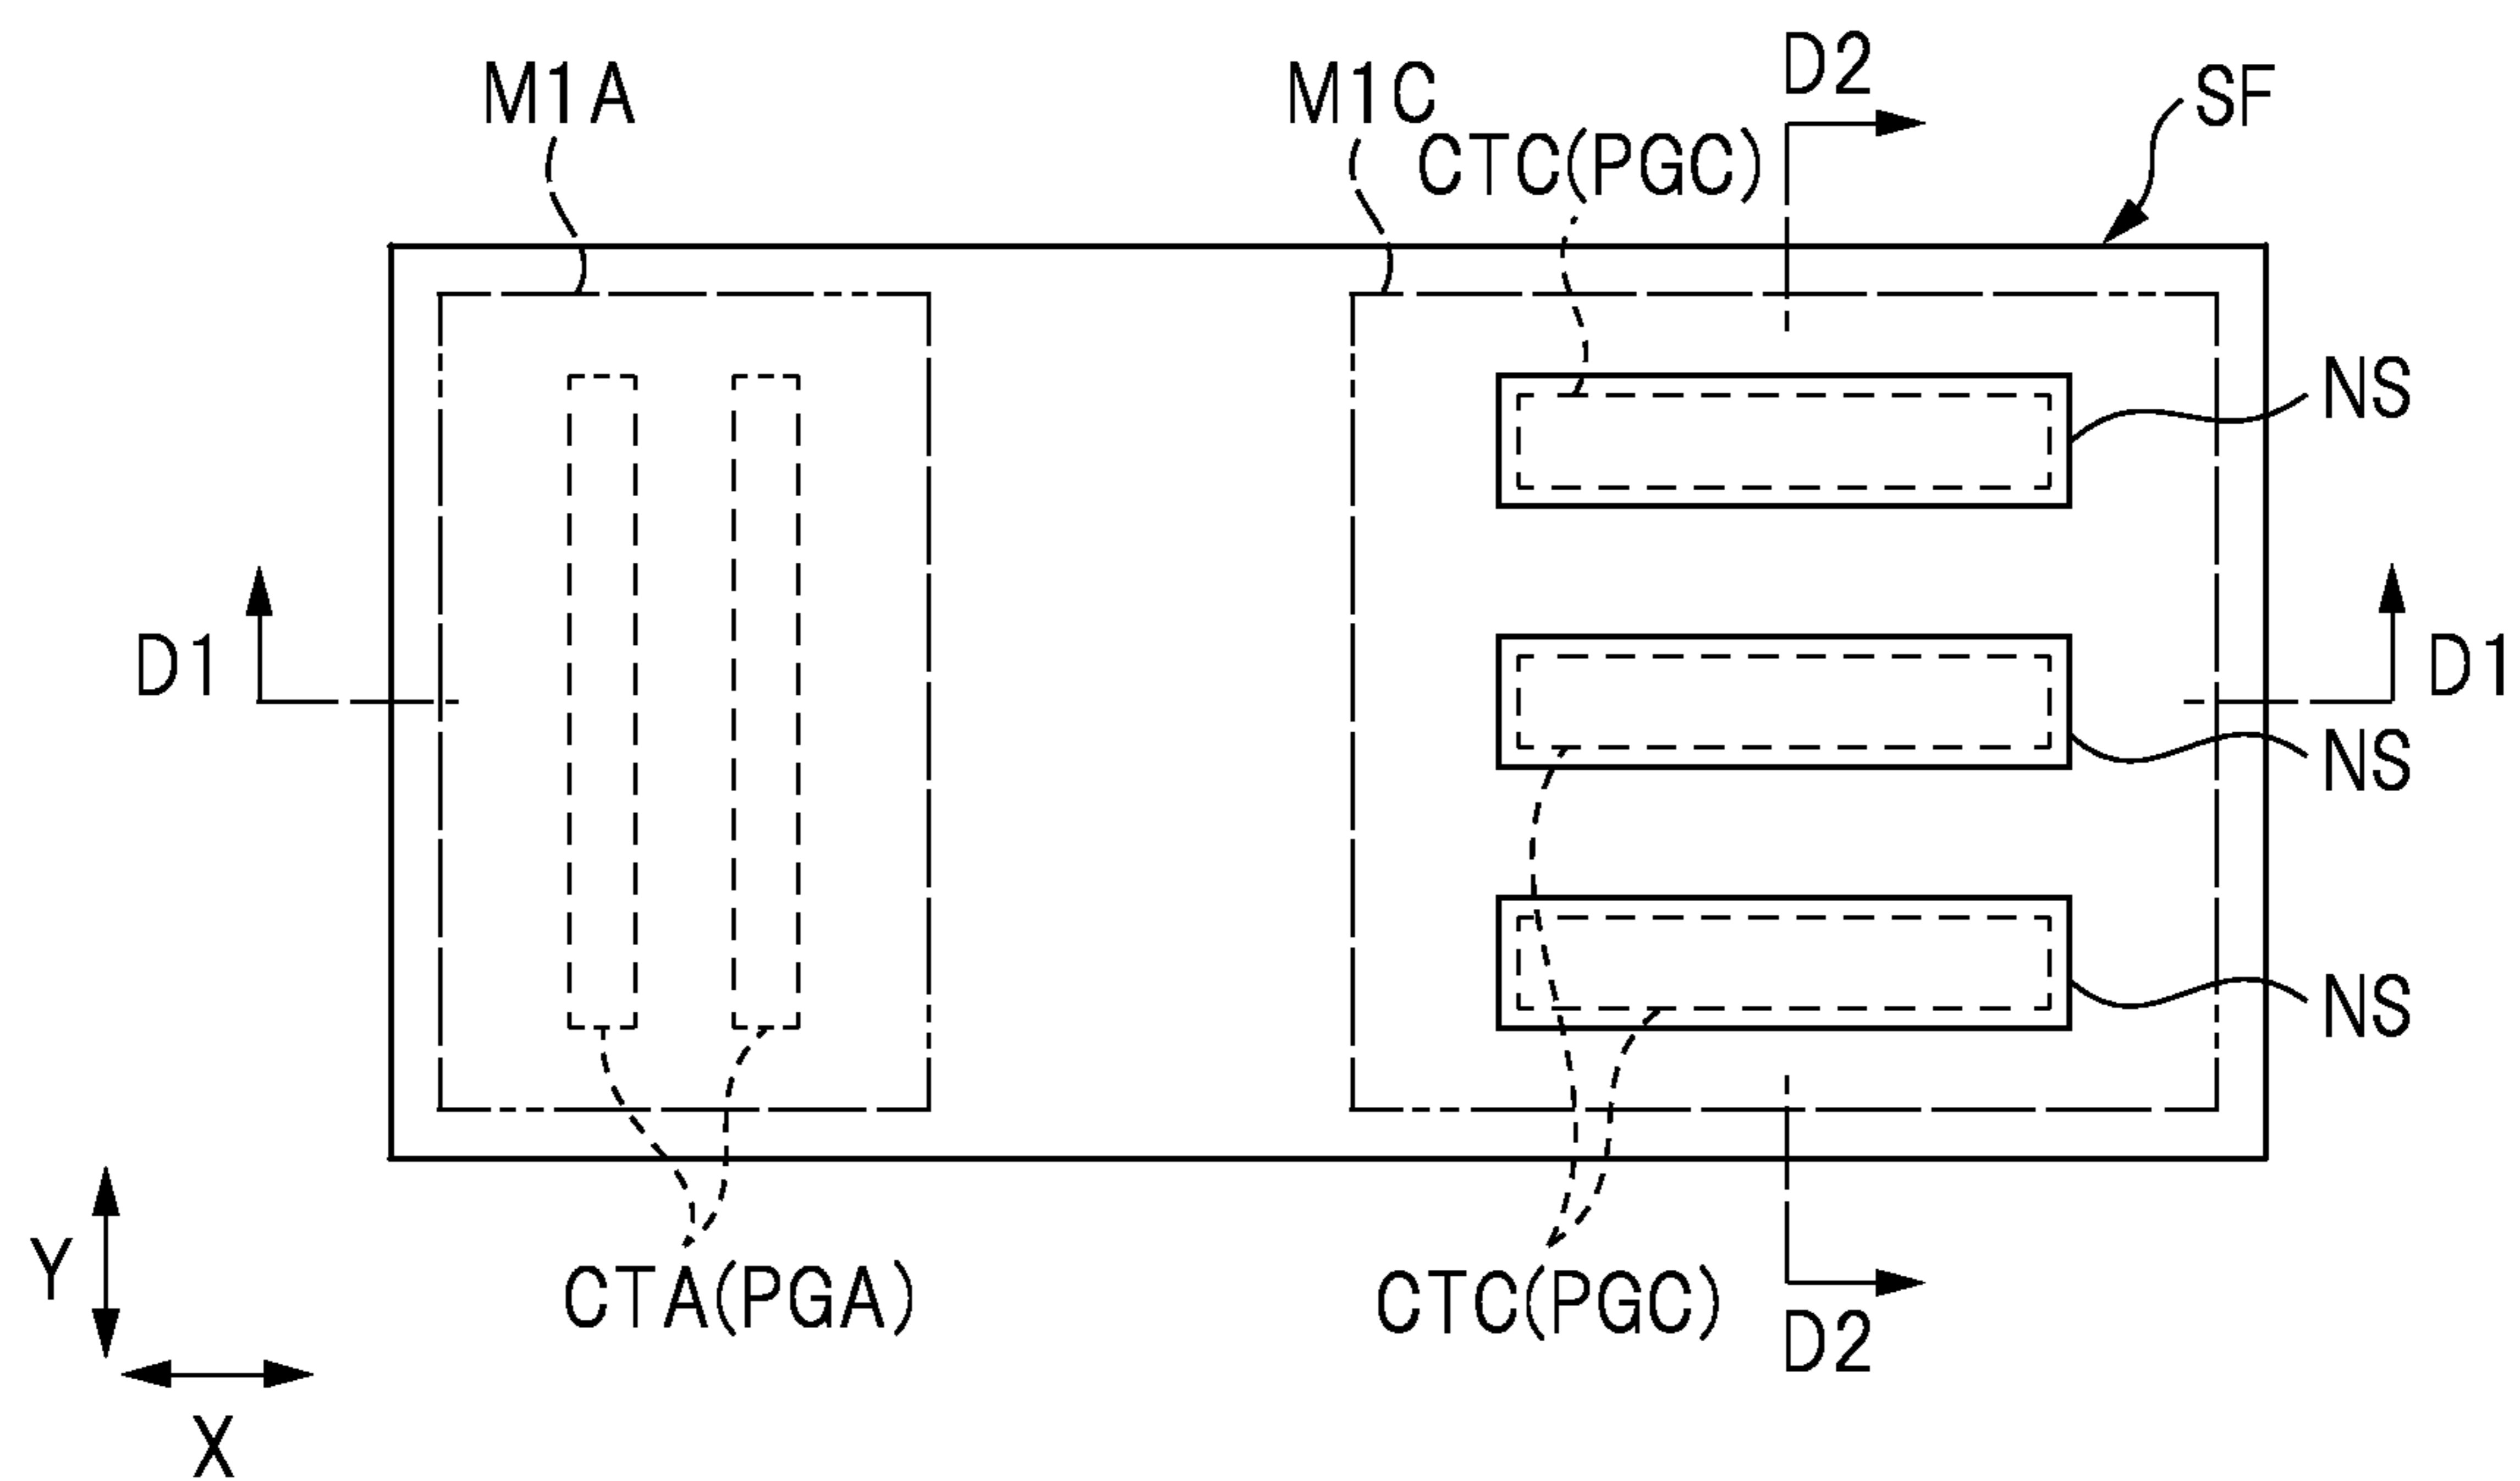 D2
M1A
M1C
SF
CTC(PGC)
NS
D1
D1
NS
NS
Y
CTA(PGA)
CTC(PGC)
D2
X